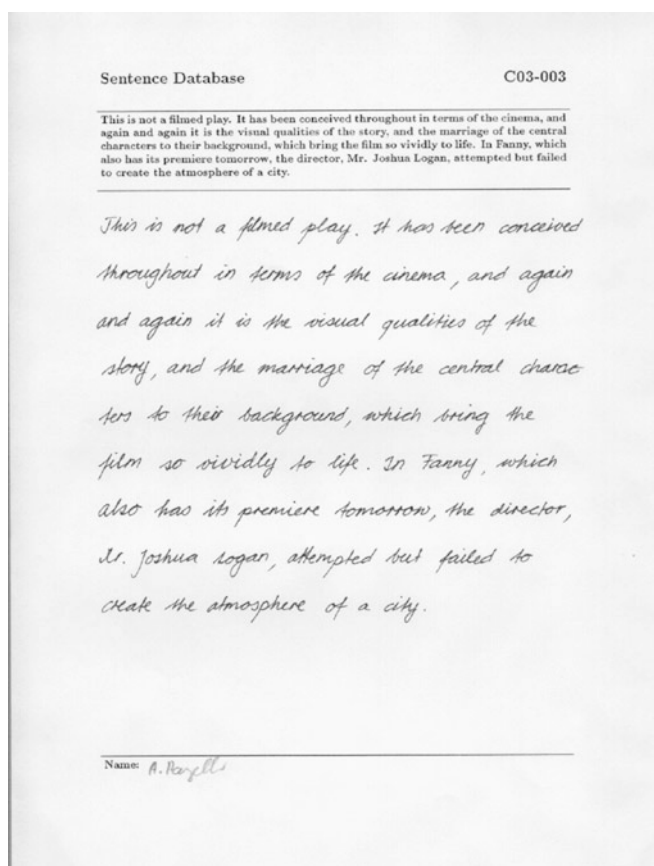 Sentence Database C03-003
This is not a filmed play. It has been conceived throughout in terms of the cinema, and
again and again it is the visual qualities of the story, and the marriage of the central
characters to their background, which bring the film so vividly to life. In Fanny, which
also has its premiere tomorrow, the director, Mr. Joshua Logan, attempted but failed
to create the atmosphere of a city.
This is not a filmed play. It has been conceived
throughout in terms of the cinema, and again
and again it is the visual qualities of the
story, and the marriage of the central charac-
ters to their background, which bring the
film so vividly to life. In Fanny, which
also has its premiere tomorrow, the director,
Mr. Joshua Logan, attempted but failed to
create the atmosphere of a city.
Name: A.